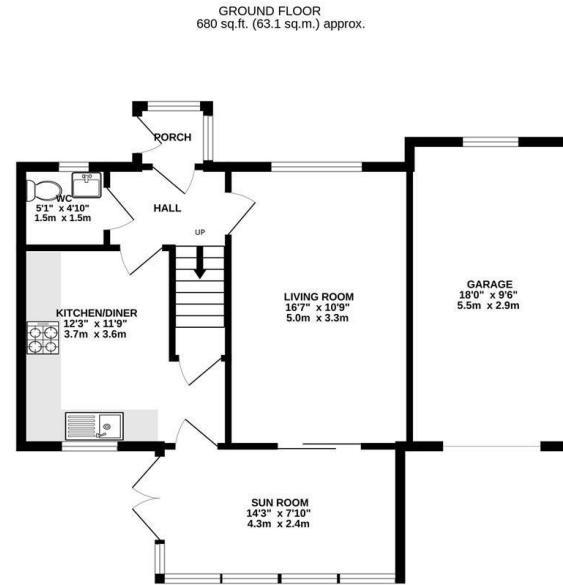 GROUND FLOOR
680 sq.ft. (63.1 sq.m.) approx.
PORCH
WC
5'1" x 4'10"
1.5m x 1.5m
HALL
UP
KITCHEN/DINER
12'3" x 11'9"
3.7m x 3.6m
LIVING ROOM
16'7" x 10'9"
5.0m x 3.3m
GARAGE
18'0" x 9'6"
5.5m x 2.9m
SUN ROOM
14'3" x 7'10"
4.3m x 2.4m